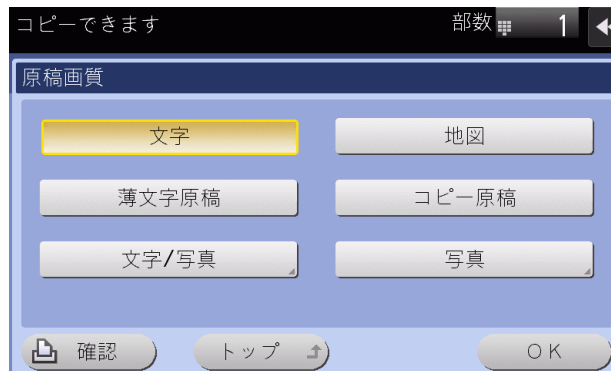 コピーできます 部数 1
原稿画質
文字 地図
薄文字原稿 コピー原稿
文字/写真 写真
確認 トップ OK